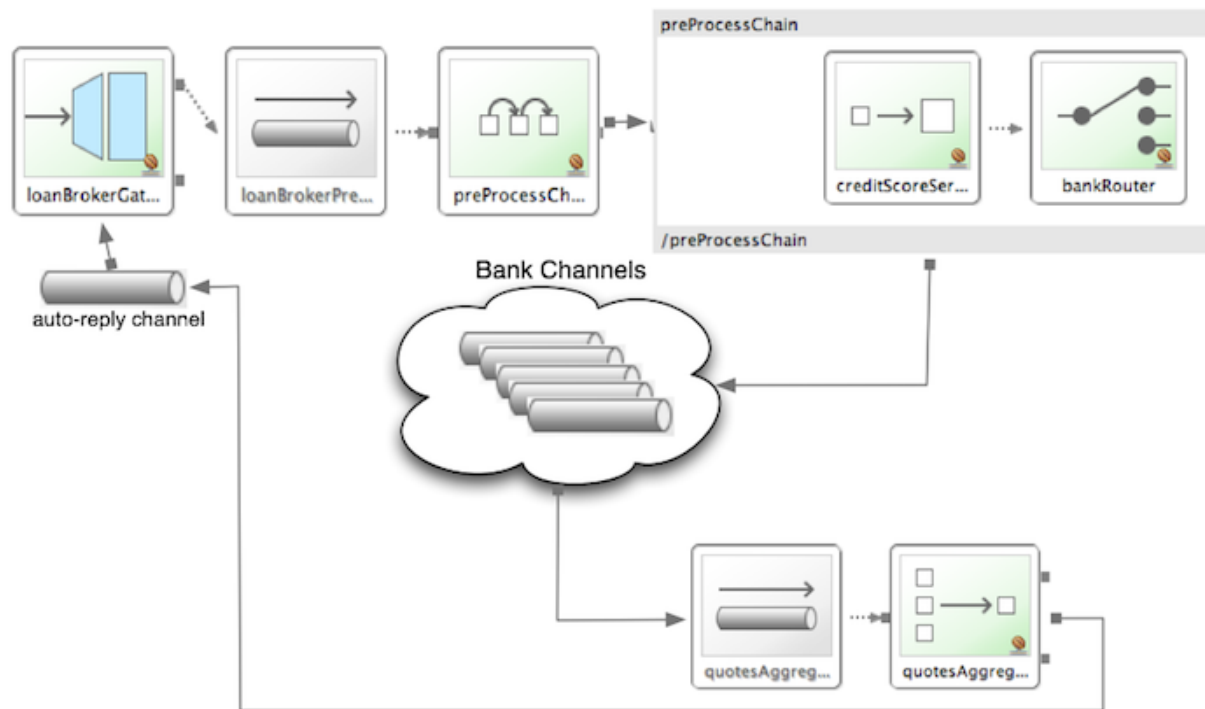 preProcessChain
loanBrokerGat...
loanBrokerPre...
preProcessCh...
creditScoreSer...
bankRouter
/preProcessChain
Bank Channels
auto-reply channel
quotesAggreg...
quotesAggreg...